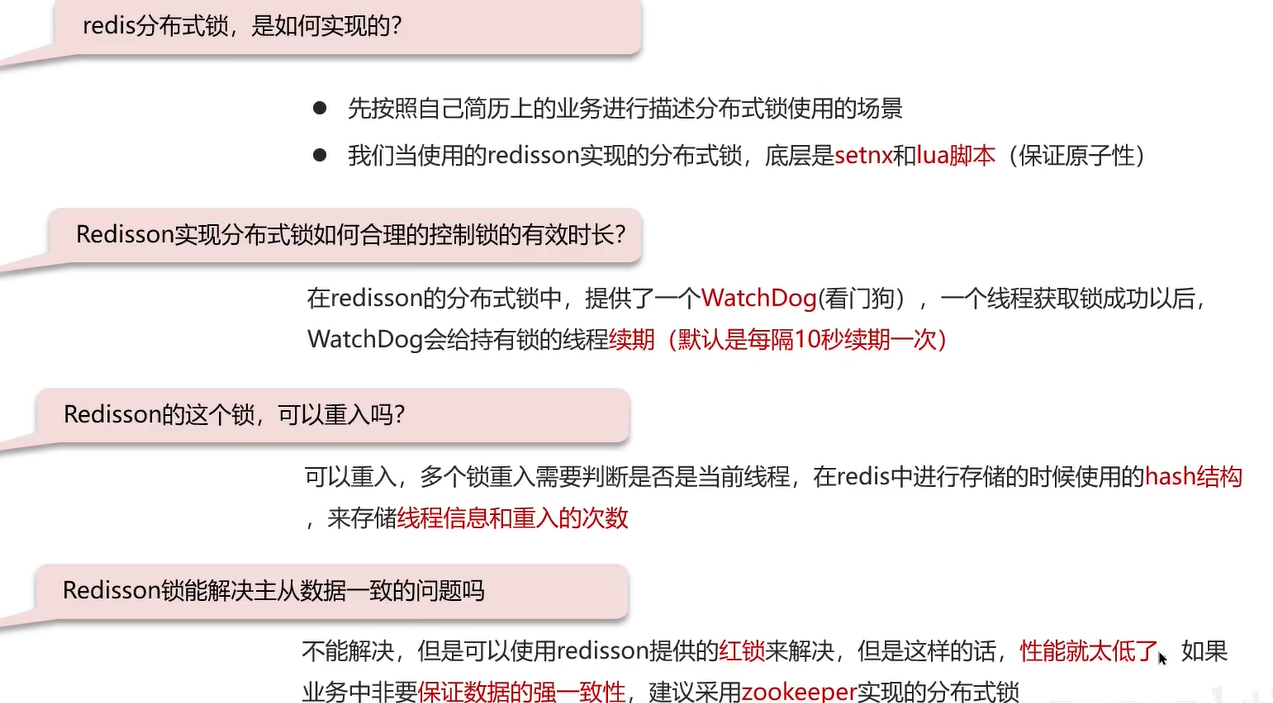 redis分布式锁，是如何实现的？
● 先按照自己简历上的业务进行描述分布式锁使用的场景
● 我们当使用的redisson实现的分布式锁，底层是setnx和lua脚本（保证原子性）
Redisson实现分布式锁如何合理的控制锁的有效时长？
在redisson的分布式锁中，提供了一个WatchDog(看门狗），一个线程获取锁成功以后，
WatchDog会给持有锁的线程续期（默认是每隔10秒续期一次）
Redisson的这个锁，可以重入吗？
可以重入，多个锁重入需要判断是否是当前线程，在redis中进行存储的时候使用的hash结构
，来存储线程信息和重入的次数
Redisson锁能解决主从数据一致的问题吗
不能解决，但是可以使用redisson提供的红锁来解决，但是这样的话，性能就太低了，如果
业务中非要保证数据的强一致性，建议采用zookeeper实现的分布式锁